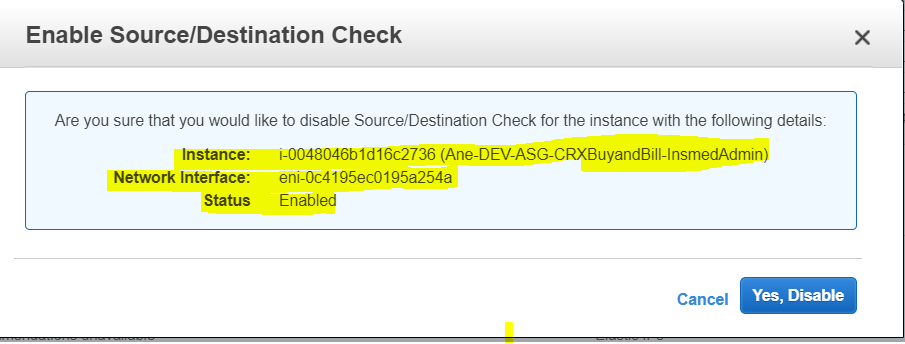 Enable Source/Destination Check
Are you sure that you would like to disable Source/Destination Check for the instance with the following details:
Instance: i-0048046b1d16c2736 (Ane-DEV-ASG-CRXBuyandBill-InsmedAdmin)
Network Interface: eni-0c4195ec0195a254a
Status Enabled
Cancel Yes, Disable